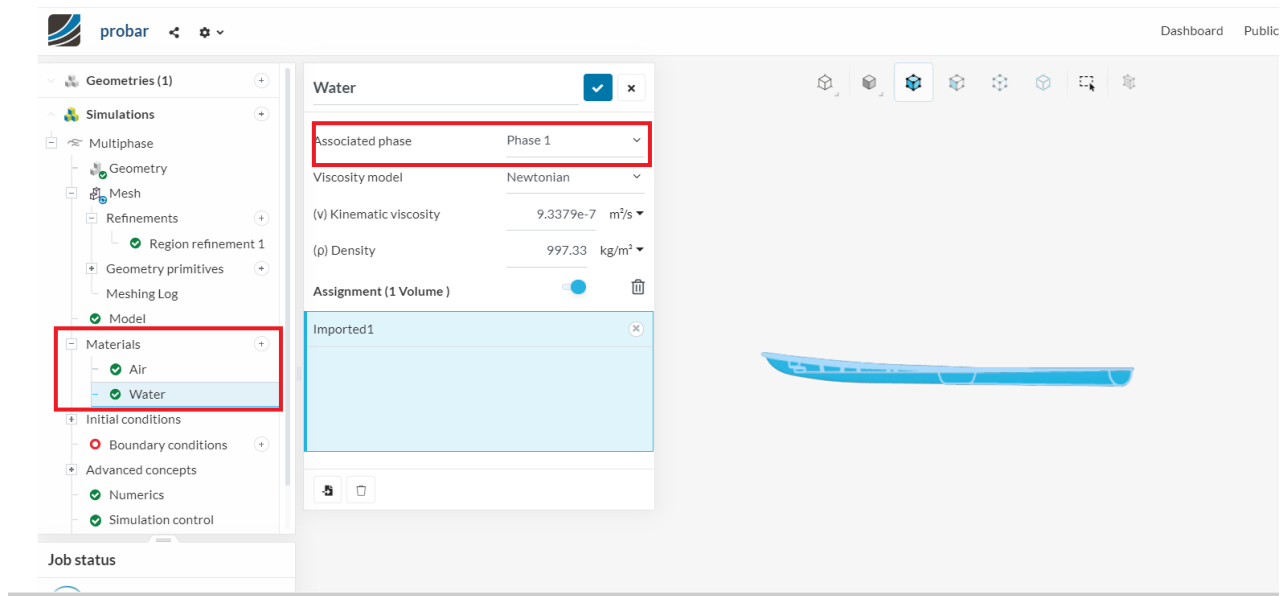 probar
Dashboard Public
Geometries (1)
Simulations
Multiphase
Geometry
Mesh
Refinements
Region refinement 1
Geometry primitives
Meshing Log
Model
Materials
Air
Water
Initial conditions
Boundary conditions
Advanced concepts
Numerics
Simulation control
Job status
Water
Associated phase Phase 1
Viscosity model Newtonian
(ν) Kinematic viscosity 9.3379e-7 m²/s
(ρ) Density 997.33 kg/m³
Assignment (1 Volume )
Imported1